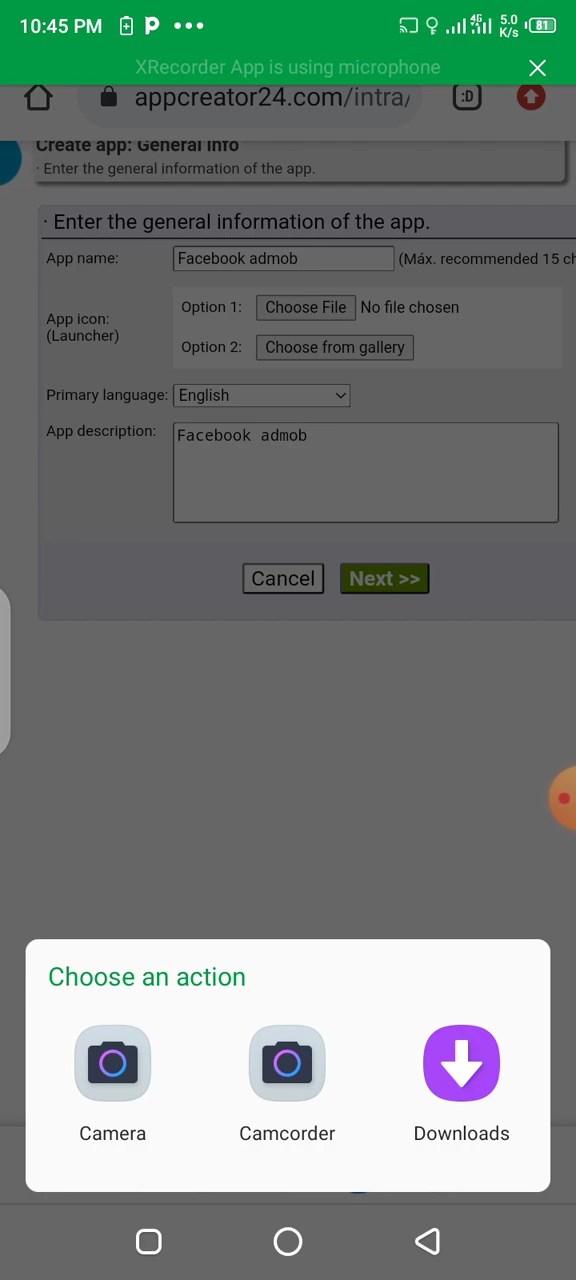 10:45 PM
4G
5.0
K/s
81
XRecorder App is using microphone
appcreator24.com/intra/
:D
Create app: General info
· Enter the general information of the app.
· Enter the general information of the app.
App name:
Facebook admob
(Máx. recommended 15 ch
App icon:
(Launcher)
Option 1:
Choose File
No file chosen
Option 2:
Choose from gallery
Primary language:
English
App description:
Facebook admob
Cancel
Next >>
Choose an action
Camera
Camcorder
Downloads